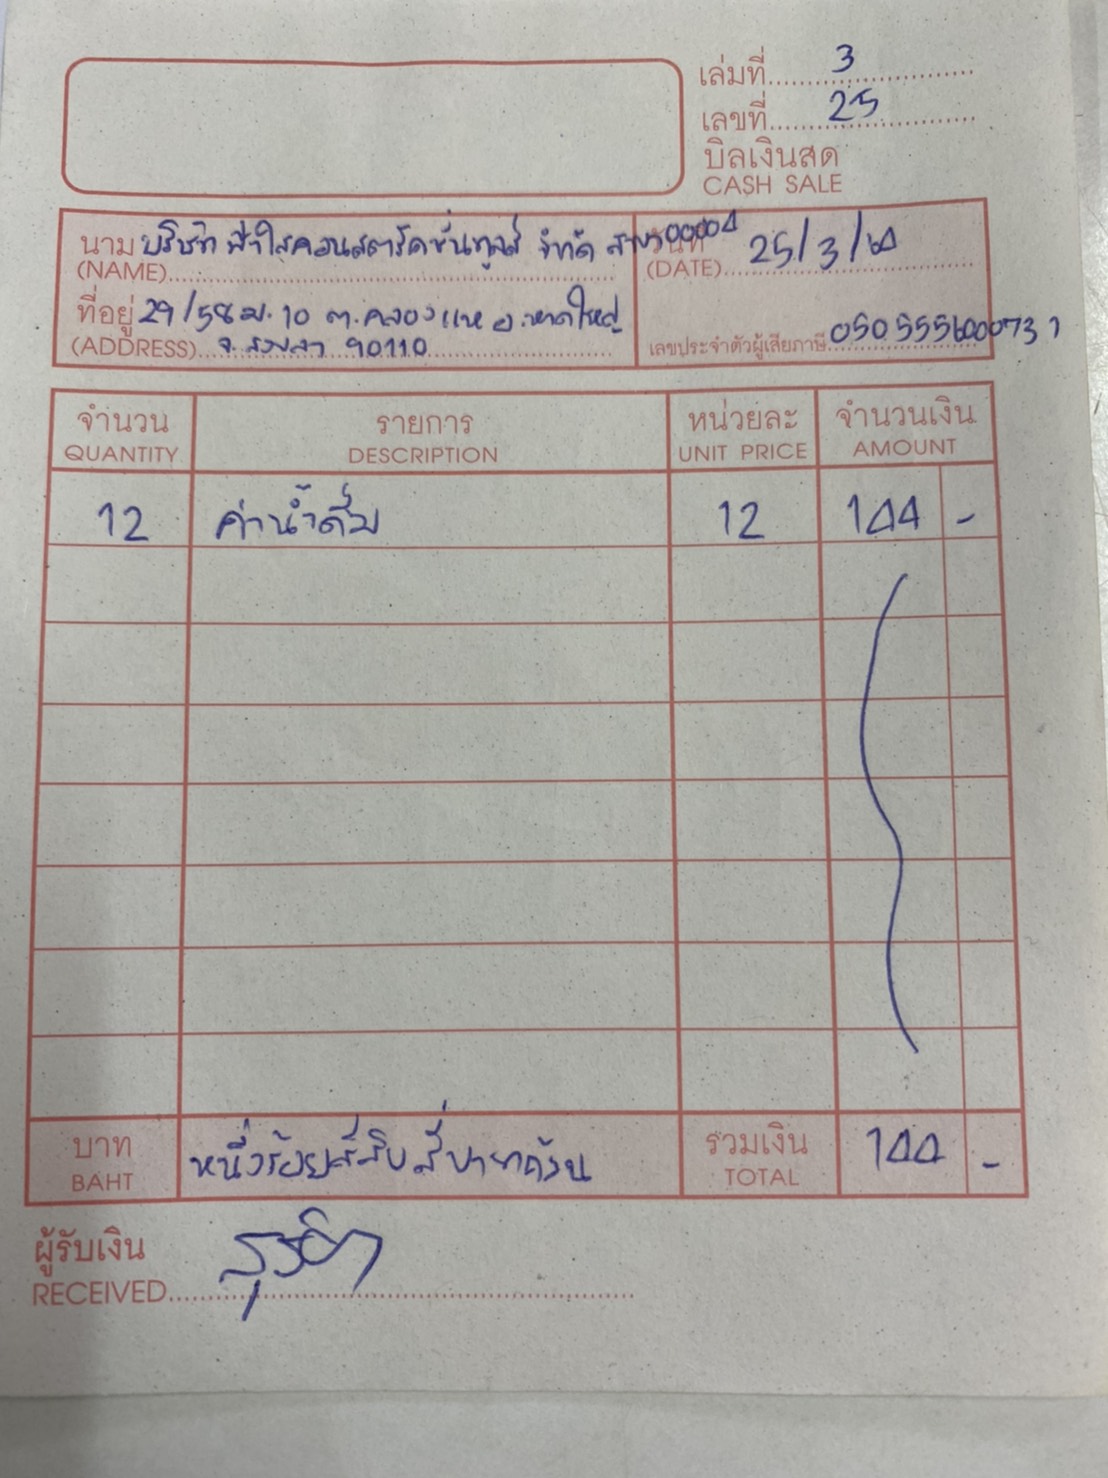 เล่มที่ 3
เลขที่ 25
บิลเงินสด
CASH SALE
นาม บริษัท ฟ้าใสคอนสตารัคชั่นทูลส์ จำกัด สาขา 00004
(NAME)
วันที่ 25/3/
(DATE)
ที่อยู่ 29/58 ม.10 ต.คลองแห อ.หาดใหญ่
(ADDRESS) จ.สงขลา 90110
เลขประจำตัวผู้เสียภาษี 0505556000731
จำนวน รายการ หน่วยละ จำนวนเงิน
QUANTITY DESCRIPTION UNIT PRICE AMOUNT
12 ค่าน้ำดื่ม 12 144 -
บาท หนึ่งร้อยสี่สิบสี่บาทถ้วน รวมเงิน 144 -
BAHT TOTAL
ผู้รับเงิน
RECEIVED